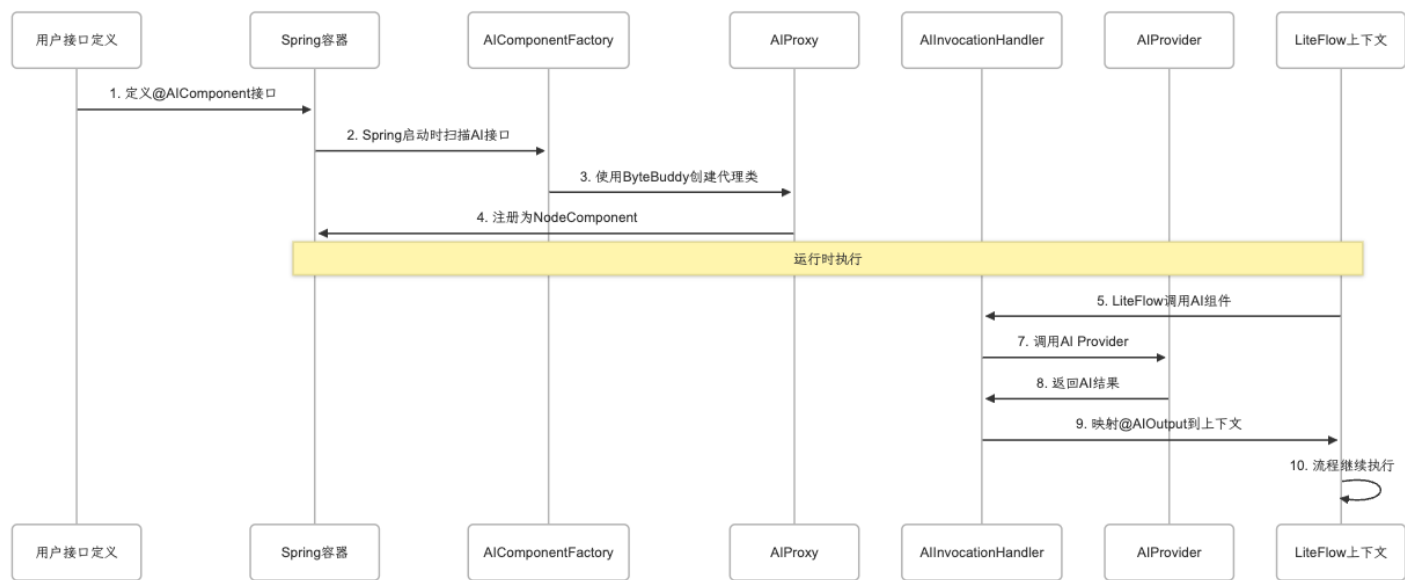 用户接口定义
Spring容器
AIComponentFactory
AIProxy
AIInvocationHandler
AIProvider
LiteFlow上下文
1. 定义@AIComponent接口
2. Spring启动时扫描AI接口
3. 使用ByteBuddy创建代理类
4. 注册为NodeComponent
运行时执行
5. LiteFlow调用AI组件
7. 调用AI Provider
8. 返回AI结果
9. 映射@AIOutput到上下文
10. 流程继续执行
用户接口定义
Spring容器
AIComponentFactory
AIProxy
AIInvocationHandler
AIProvider
LiteFlow上下文